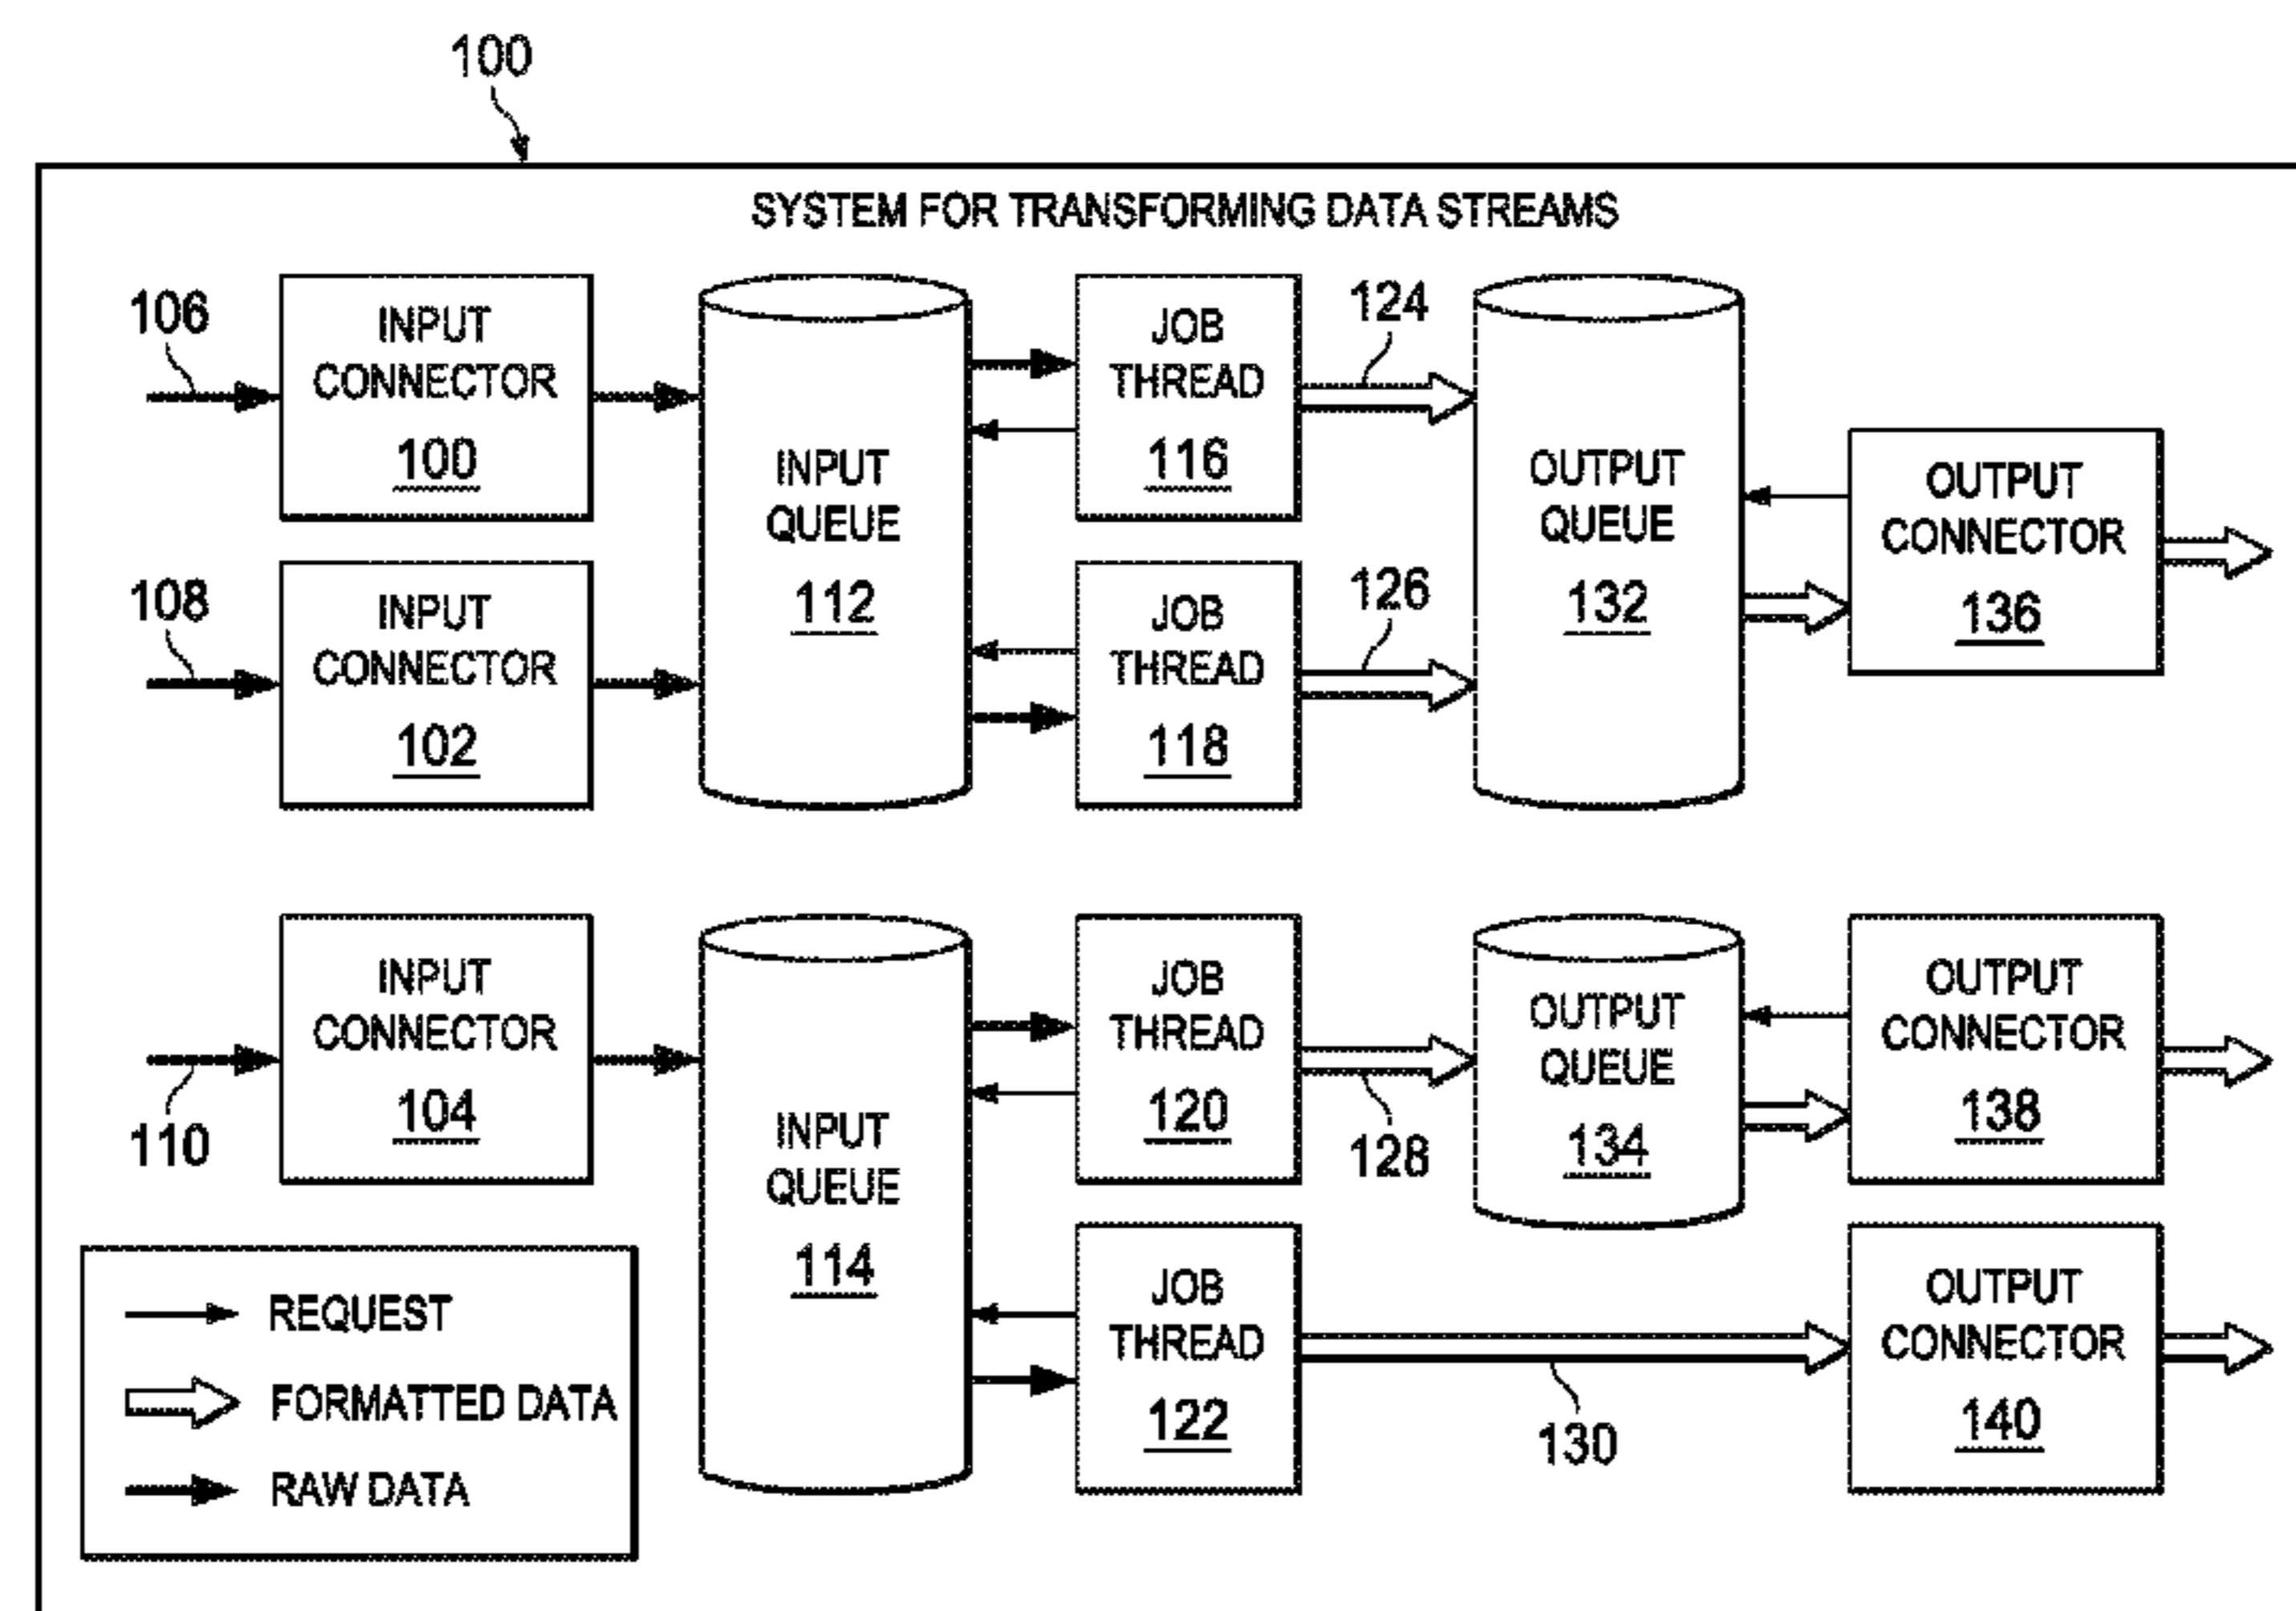 100
SYSTEM FOR TRANSFORMING DATA STREAMS
106
INPUT
CONNECTOR
100
108
INPUT
CONNECTOR
102
INPUT
QUEUE
112
JOB
THREAD
116
JOB
THREAD
118
124
126
OUTPUT
QUEUE
132
OUTPUT
CONNECTOR
136
110
INPUT
CONNECTOR
104
INPUT
QUEUE
114
JOB
THREAD
120
128
OUTPUT
QUEUE
134
OUTPUT
CONNECTOR
138
JOB
THREAD
122
130
OUTPUT
CONNECTOR
140
REQUEST
FORMATTED DATA
RAW DATA